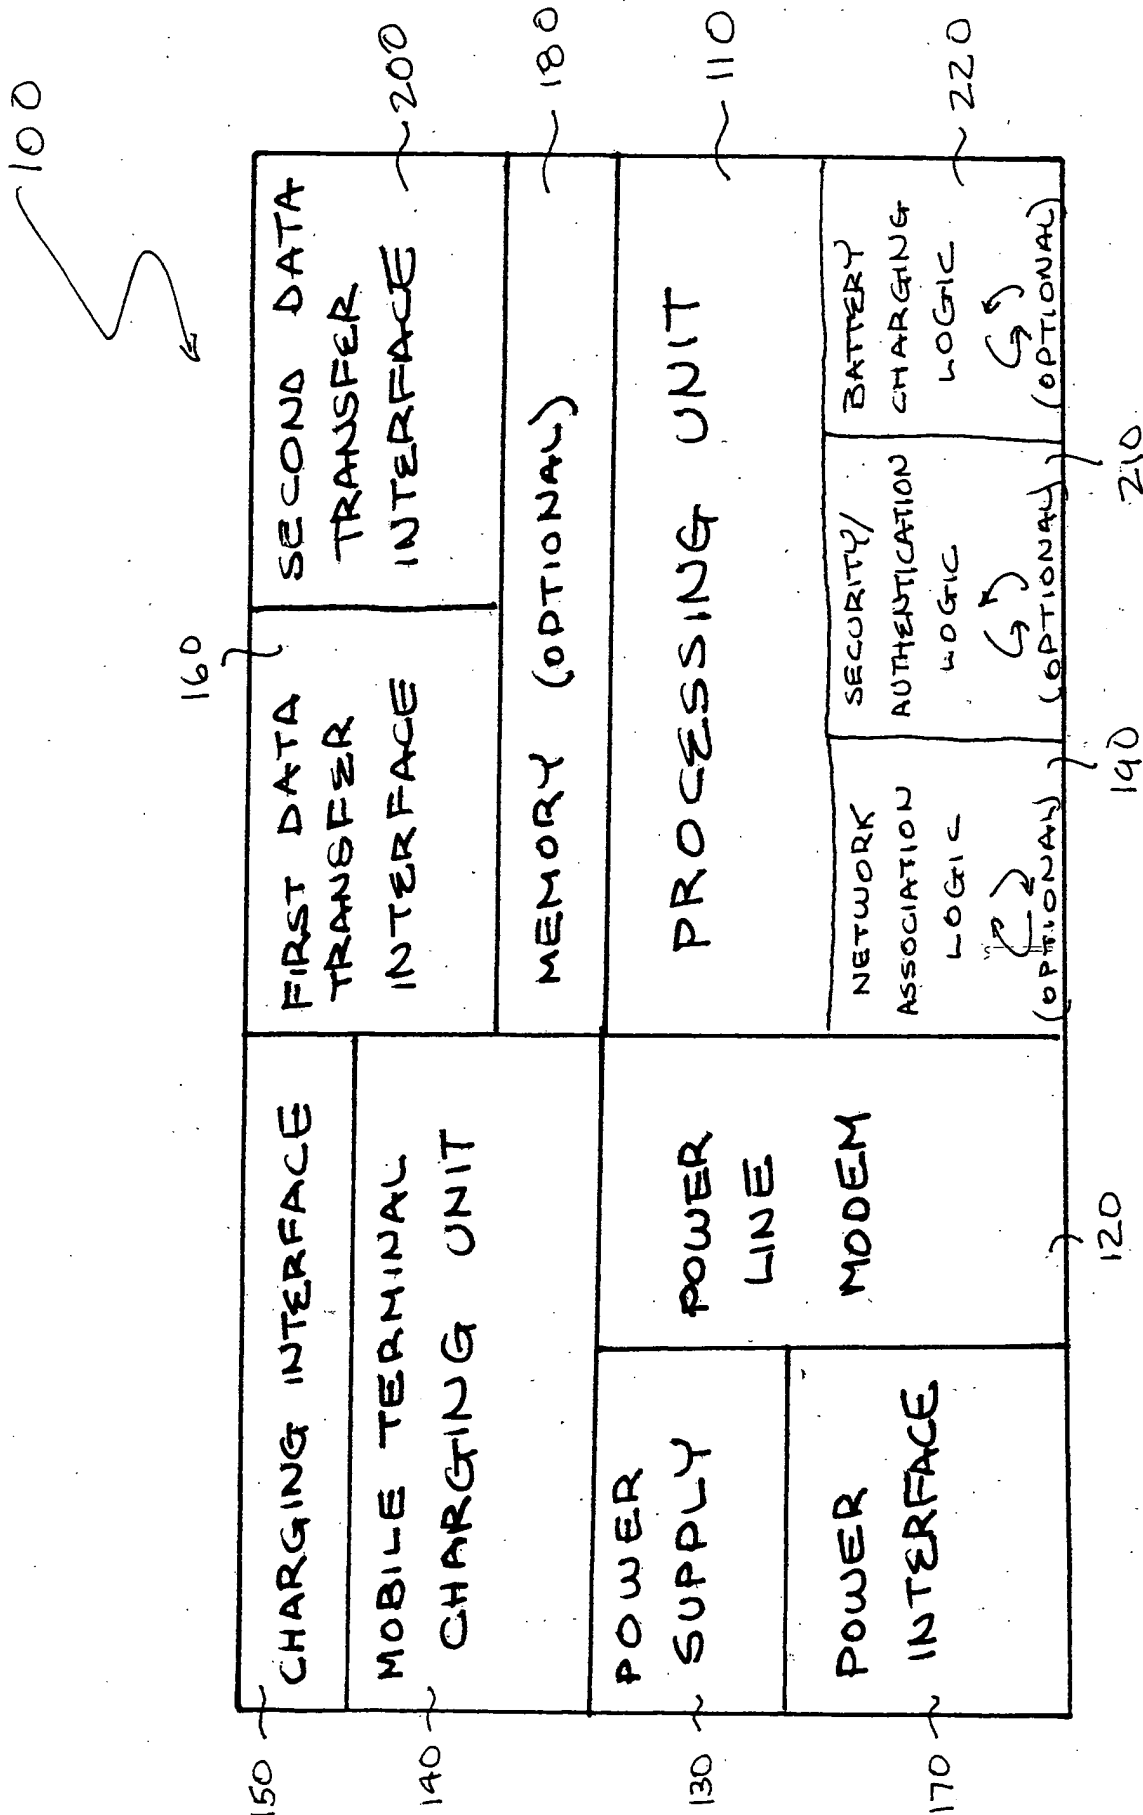 100
CHARGING INTERFACE
MOBILE TERMINAL
CHARGING UNIT
POWER
SUPPLY
POWER
INTERFACE
POWER
LINE
MODEM
FIRST DATA
TRANSFER
INTERFACE
SECOND DATA
TRANSFER
INTERFACE
MEMORY (OPTIONAL)
PROCESSING UNIT
NETWORK
ASSOCIATION
LOGIC
(OPTIONAL)
SECURITY/
AUTHENTICATION
LOGIC
(OPTIONAL)
BATTERY
CHARGING
LOGIC
(OPTIONAL)
150
140
130
170
160
200
180
110
220
120
190
210